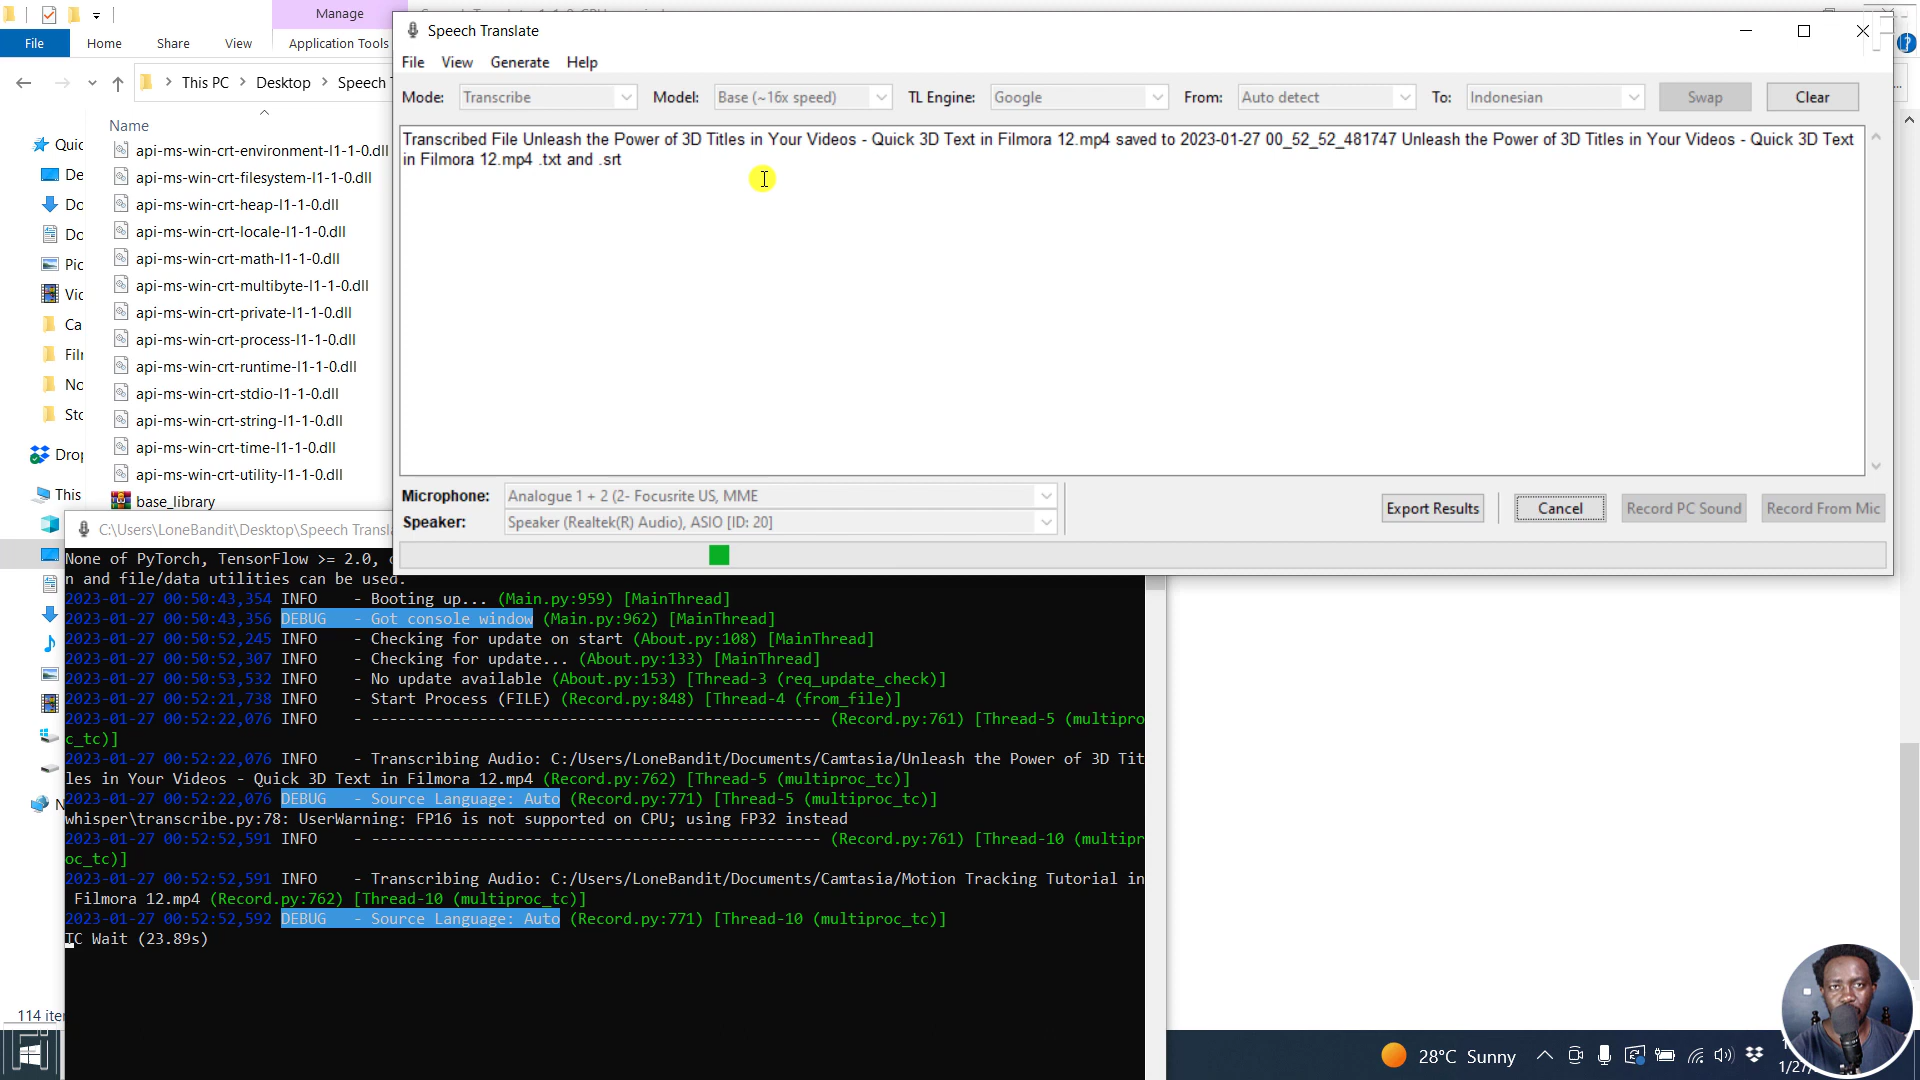 Manage
File Home Share View Application Tools
This PC Desktop Speech
Name
Quic
De
Dc
Dc
Pic
Vic
Ca
Filr
Nc
Stc
Drop
This
api-ms-win-crt-environment-l1-1-0.dll
api-ms-win-crt-filesystem-l1-1-0.dll
api-ms-win-crt-heap-l1-1-0.dll
api-ms-win-crt-locale-l1-1-0.dll
api-ms-win-crt-math-l1-1-0.dll
api-ms-win-crt-multibyte-l1-1-0.dll
api-ms-win-crt-private-l1-1-0.dll
api-ms-win-crt-process-l1-1-0.dll
api-ms-win-crt-runtime-l1-1-0.dll
api-ms-win-crt-stdio-l1-1-0.dll
api-ms-win-crt-string-l1-1-0.dll
api-ms-win-crt-time-l1-1-0.dll
api-ms-win-crt-utility-l1-1-0.dll
base_library
114 iter
Speech Translate
File View Generate Help
Mode: Transcribe Model: Base (~16x speed) TL Engine: Google From: Auto detect To: Indonesian Swap Clear
Transcribed File Unleash the Power of 3D Titles in Your Videos - Quick 3D Text in Filmora 12.mp4 saved to 2023-01-27 00_52_52_481747 Unleash the Power of 3D Titles in Your Videos - Quick 3D Text
in Filmora 12.mp4 .txt and .srt
Microphone: Analogue 1 + 2 (2- Focusrite US, MME
Speaker: Speaker (Realtek(R) Audio), ASIO [ID: 20]
Export Results Cancel Record PC Sound Record From Mic
C:\Users\LoneBandit\Desktop\Speech Transl
None of PyTorch, TensorFlow >= 2.0,
n and file/data utilities can be used.
2023-01-27 00:50:43,354 INFO - Booting up... (Main.py:959) [MainThread]
2023-01-27 00:50:43,356 DEBUG - Got console window (Main.py:962) [MainThread]
2023-01-27 00:50:52,245 INFO - Checking for update on start (About.py:108) [MainThread]
2023-01-27 00:50:52,307 INFO - Checking for update... (About.py:133) [MainThread]
2023-01-27 00:50:53,532 INFO - No update available (About.py:153) [Thread-3 (req_update_check)]
2023-01-27 00:52:21,738 INFO - Start Process (FILE) (Record.py:848) [Thread-4 (from_file)]
2023-01-27 00:52:22,076 INFO - -------------------------------------------------- (Record.py:761) [Thread-5 (multipro
c_tc)]
2023-01-27 00:52:22,076 INFO - Transcribing Audio: C:/Users/LoneBandit/Documents/Camtasia/Unleash the Power of 3D Tit
les in Your Videos - Quick 3D Text in Filmora 12.mp4 (Record.py:762) [Thread-5 (multiproc_tc)]
2023-01-27 00:52:22,076 DEBUG - Source Language: Auto (Record.py:771) [Thread-5 (multiproc_tc)]
whisper\transcribe.py:78: UserWarning: FP16 is not supported on CPU; using FP32 instead
2023-01-27 00:52:52,591 INFO - -------------------------------------------------- (Record.py:761) [Thread-10 (multipr
oc_tc)]
2023-01-27 00:52:52,591 INFO - Transcribing Audio: C:/Users/LoneBandit/Documents/Camtasia/Motion Tracking Tutorial in
Filmora 12.mp4 (Record.py:762) [Thread-10 (multiproc_tc)]
2023-01-27 00:52:52,592 DEBUG - Source Language: Auto (Record.py:771) [Thread-10 (multiproc_tc)]
TC Wait (23.89s)
28°C Sunny
1/27/